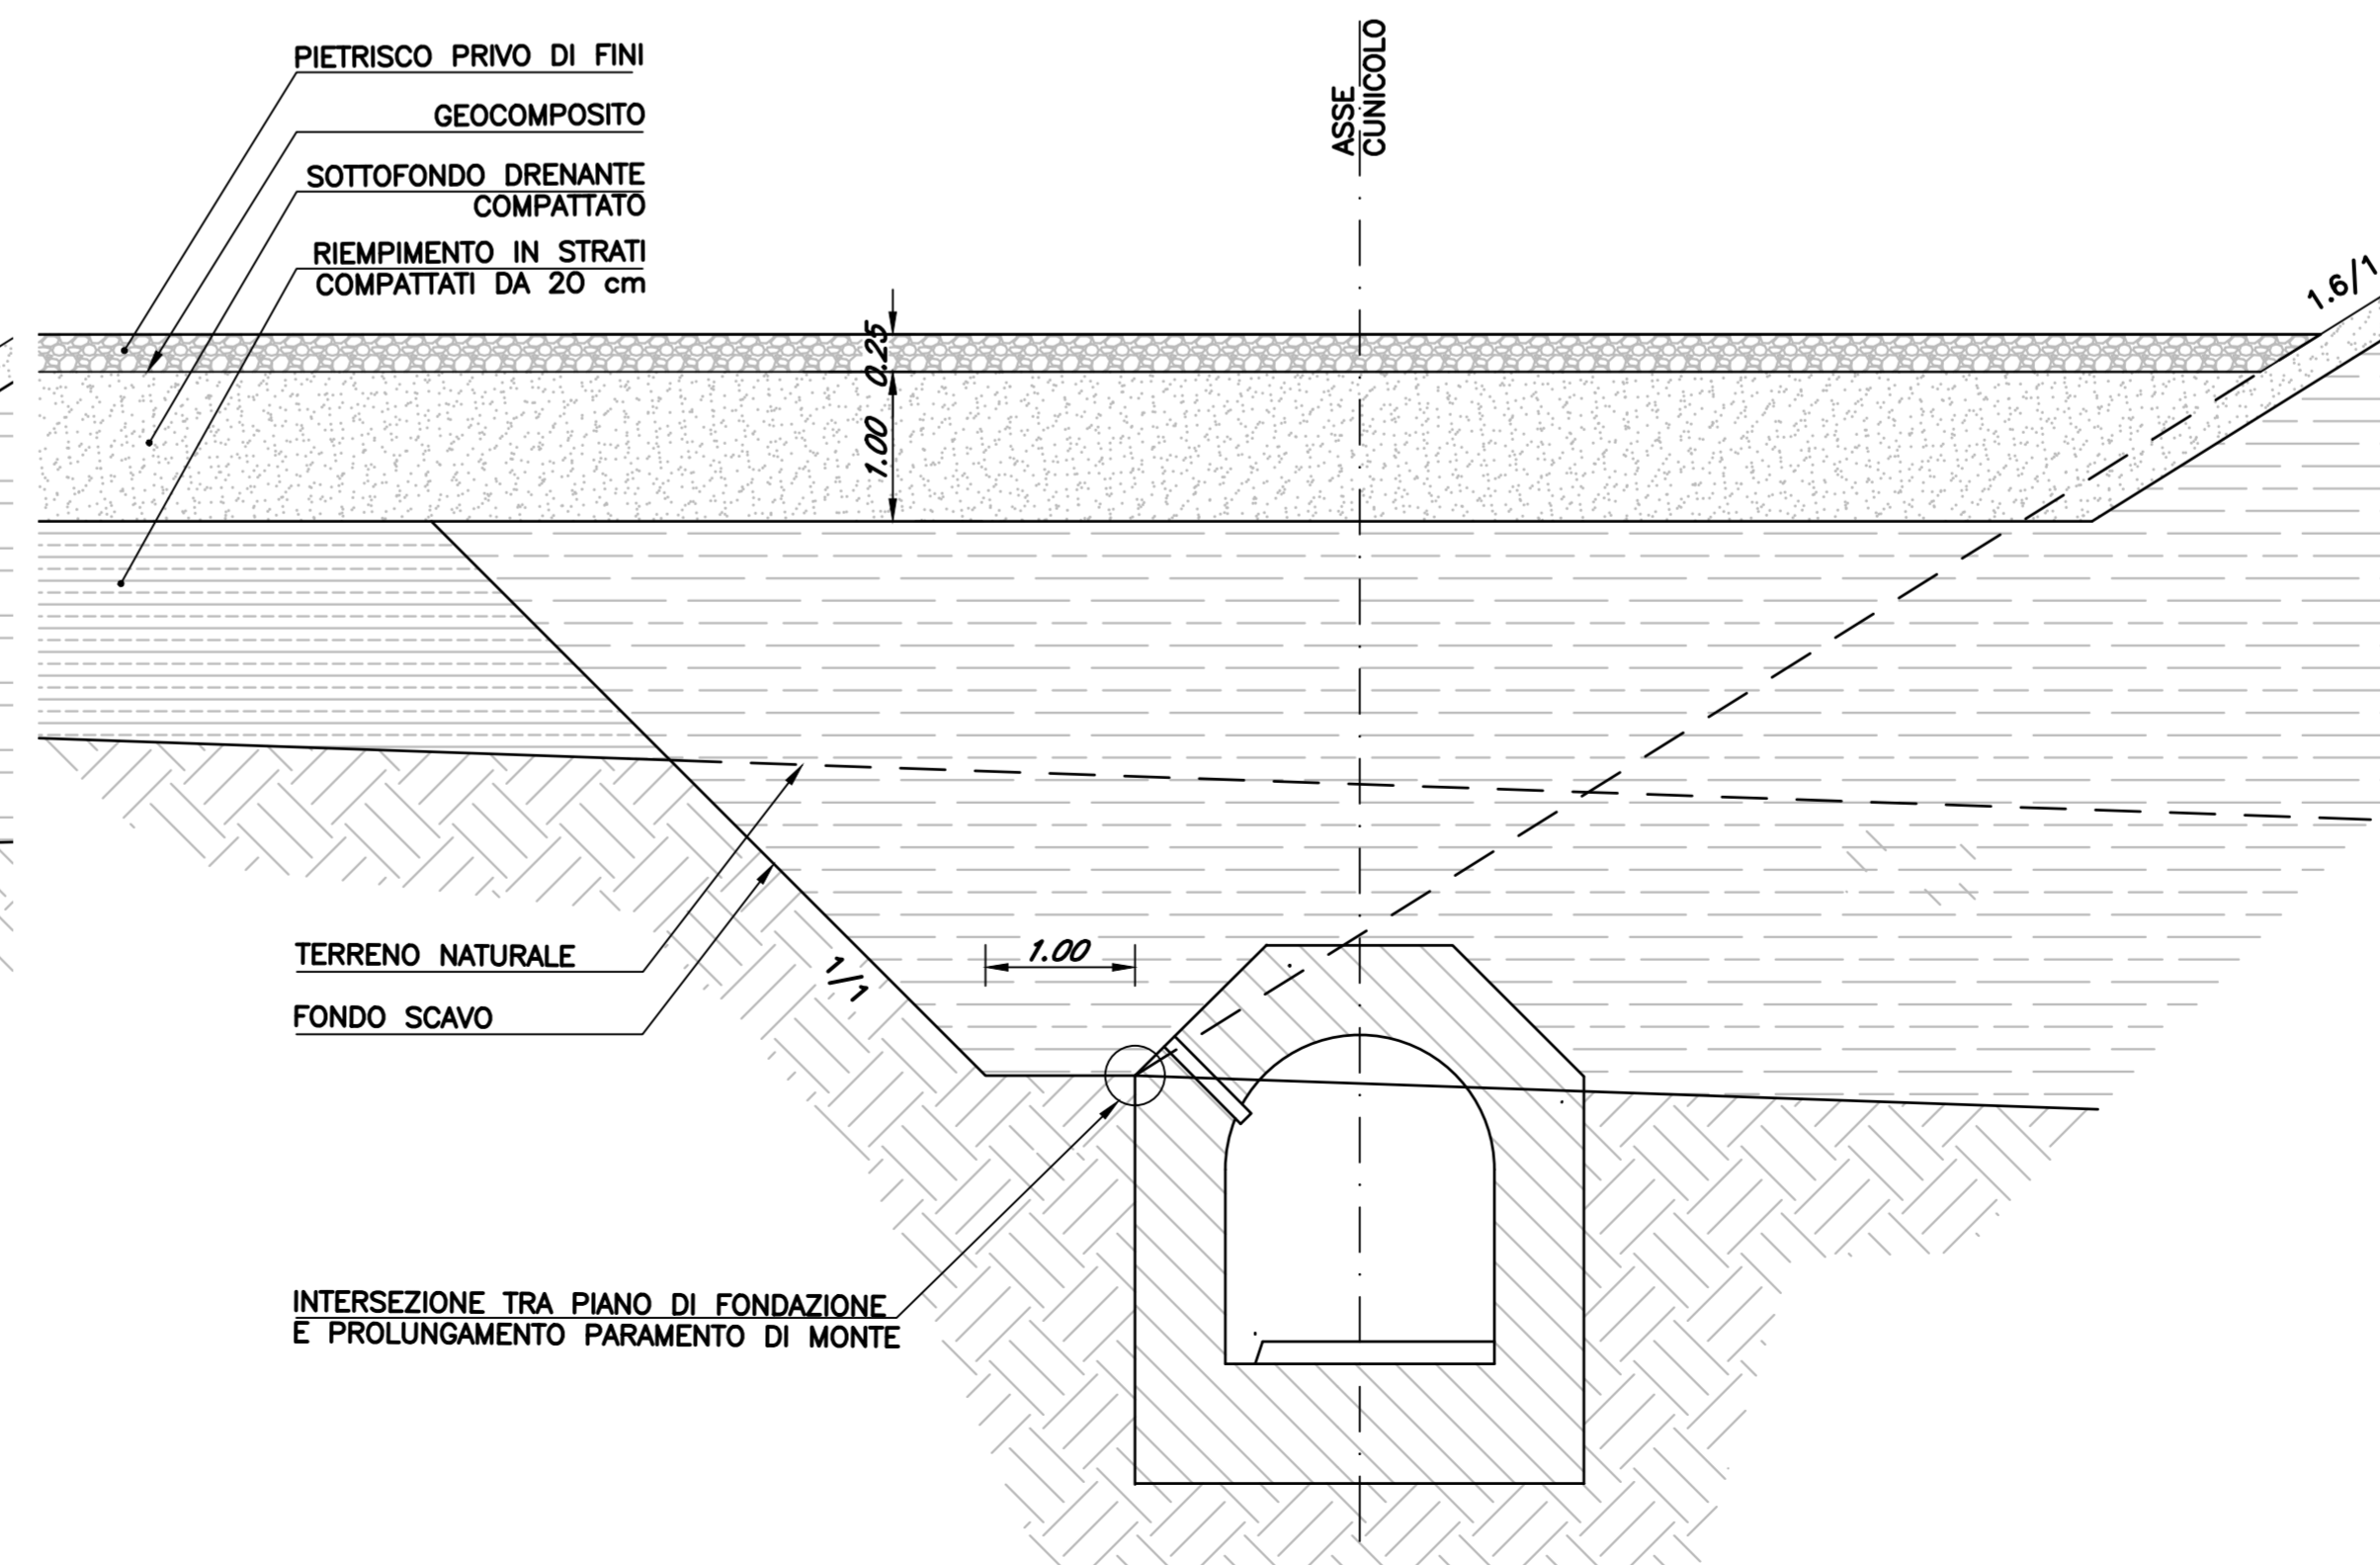 PIETRISCO PRIVO DI FINI
GEOCOMPOSITO
SOTTOFONDO DRENANTE
COMPATTATO
RIEMPIMENTO IN STRATI
COMPATTATI DA 20 cm
ASSE
CUNICOLO
1.6/1
0.25
1.00
TERRENO NATURALE
FONDO SCAVO
1/1
1.00
INTERSEZIONE TRA PIANO DI FONDAZIONE
E PROLUNGAMENTO PARAMENTO DI MONTE